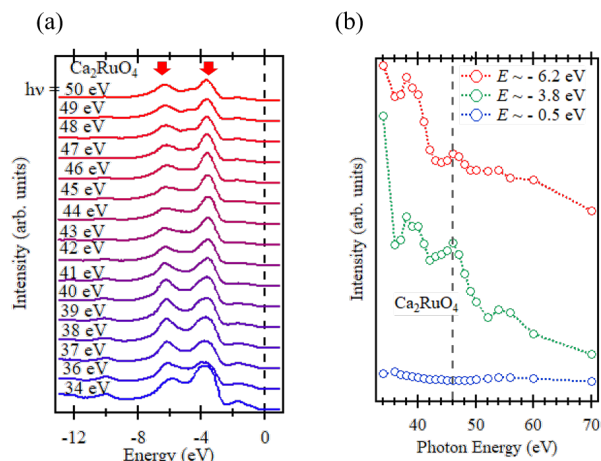 (a)
(b)
Ca₂RuO₄
hν = 50 eV
49 eV
48 eV
47 eV
46 eV
45 eV
44 eV
43 eV
42 eV
41 eV
40 eV
39 eV
38 eV
37 eV
36 eV
34 eV
Intensity (arb. units)
-12 -8 -4 0
Energy (eV)
E ~ - 6.2 eV
E ~ - 3.8 eV
E ~ - 0.5 eV
Ca₂RuO₄
Intensity (arb. units)
40 50 60 70
Photon Energy (eV)